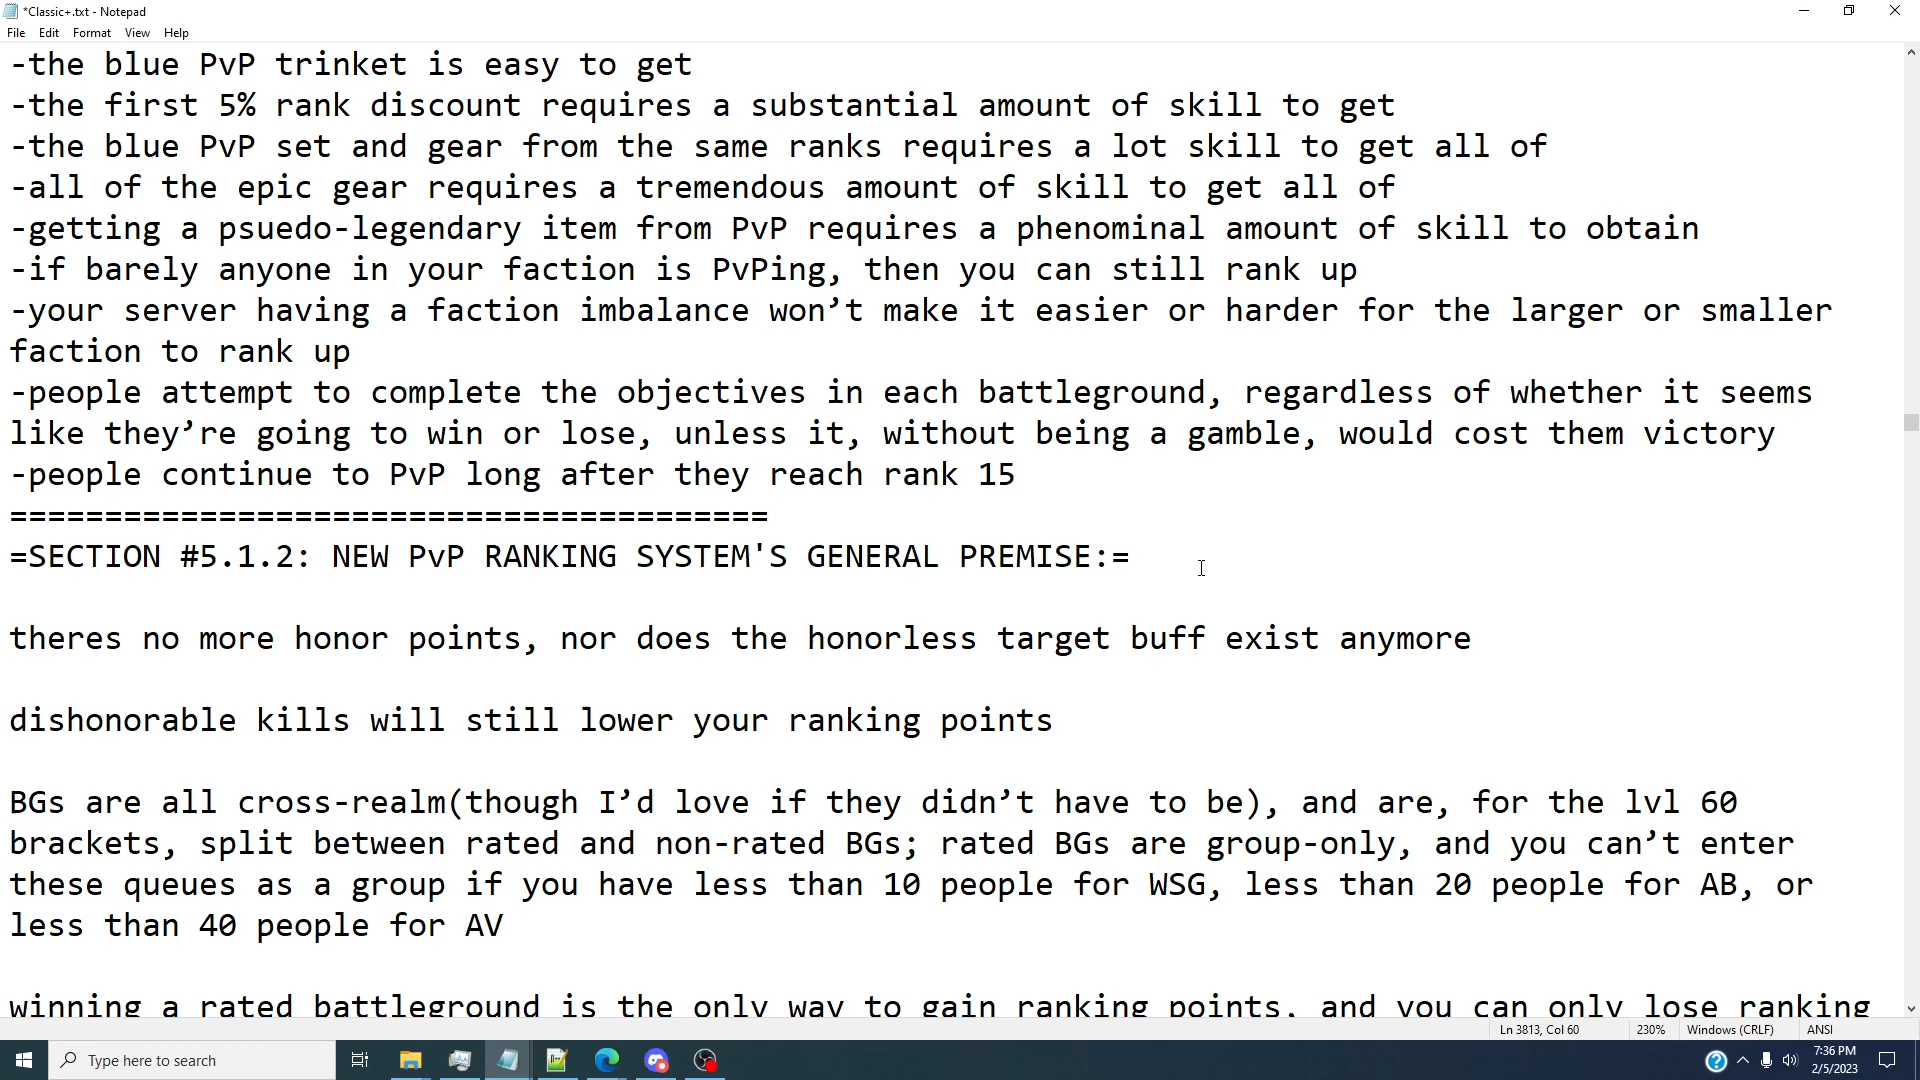 *Classic+.txt - Notepad
File Edit Format View Help
-the blue PvP trinket is easy to get
-the first 5% rank discount requires a substantial amount of skill to get
-the blue PvP set and gear from the same ranks requires a lot skill to get all of
-all of the epic gear requires a tremendous amount of skill to get all of
-getting a psuedo-legendary item from PvP requires a phenominal amount of skill to obtain
-if barely anyone in your faction is PvPing, then you can still rank up
-your server having a faction imbalance won’t make it easier or harder for the larger or smaller
faction to rank up
-people attempt to complete the objectives in each battleground, regardless of whether it seems
like they’re going to win or lose, unless it, without being a gamble, would cost them victory
-people continue to PvP long after they reach rank 15
========================================
=SECTION #5.1.2: NEW PvP RANKING SYSTEM'S GENERAL PREMISE:=
theres no more honor points, nor does the honorless target buff exist anymore
dishonorable kills will still lower your ranking points
BGs are all cross-realm(though I’d love if they didn’t have to be), and are, for the lvl 60
brackets, split between rated and non-rated BGs; rated BGs are group-only, and you can’t enter
these queues as a group if you have less than 10 people for WSG, less than 20 people for AB, or
less than 40 people for AV
winning a rated battleground is the only way to gain ranking points, and you can only lose ranking
Ln 3813, Col 60 230% Windows (CRLF) ANSI
Type here to search
7:36 PM
2/5/2023